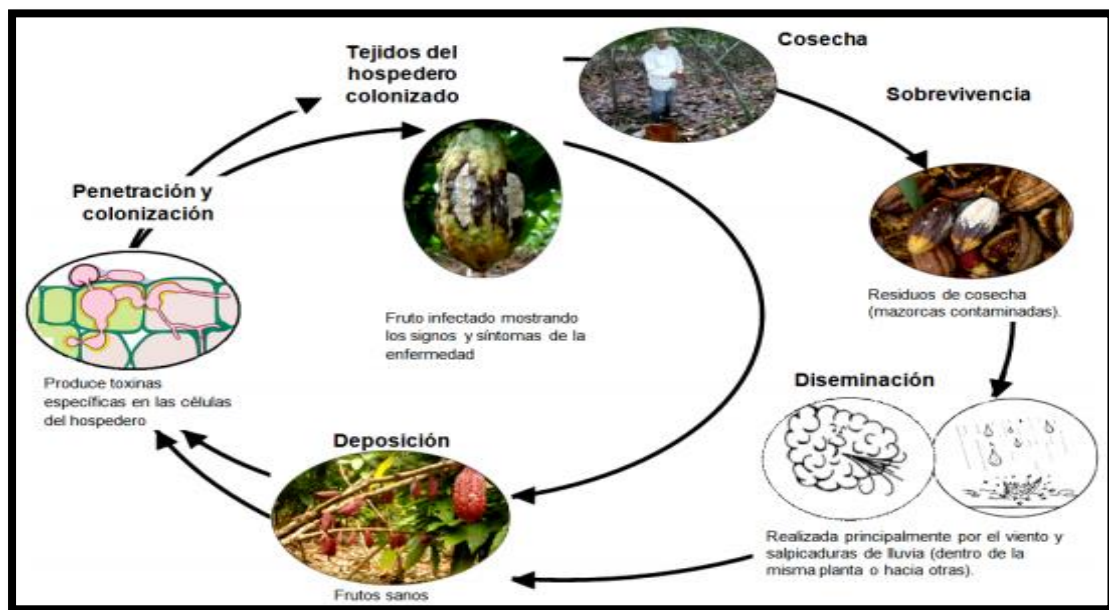 Tejidos del
hospedero
colonizado
Cosecha
Sobrevivencia
Residuos de cosecha
(mazorcas contaminadas).
Diseminación
Realizada principalmente por el viento y
salpicaduras de lluvia (dentro de la
misma planta o hacia otras).
Deposición
Frutos sanos
Penetración y
colonización
Produce toxinas
específicas en las células
del hospedero
Fruto infectado mostrando
los signos y síntomas de la
enfermedad